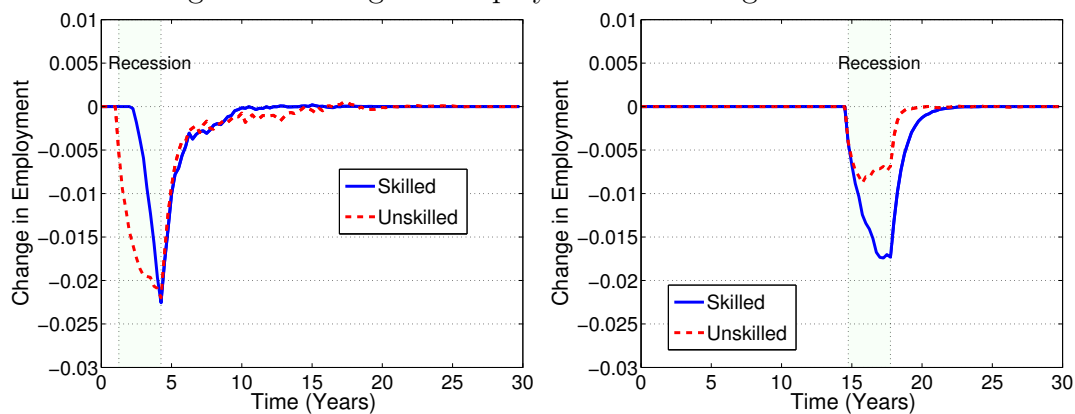 0.01
0.005
0
−0.005
−0.01
−0.015
−0.02
−0.025
−0.03
Change in Employment
Recession
Skilled
Unskilled
0 5 10 15 20 25 30
Time (Years)
0.01
0.005
0
−0.005
−0.01
−0.015
−0.02
−0.025
−0.03
Change in Employment
Recession
Skilled
Unskilled
0 5 10 15 20 25 30
Time (Years)